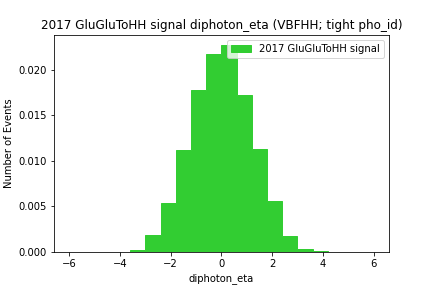 2017 GluGluToHH signal diphoton_eta (VBFHH; tight pho_id)
2017 GluGluToHH signal
Number of Events
0.020
0.015
0.010
0.005
0.000
−6 −4 −2 0 2 4 6
diphoton_eta